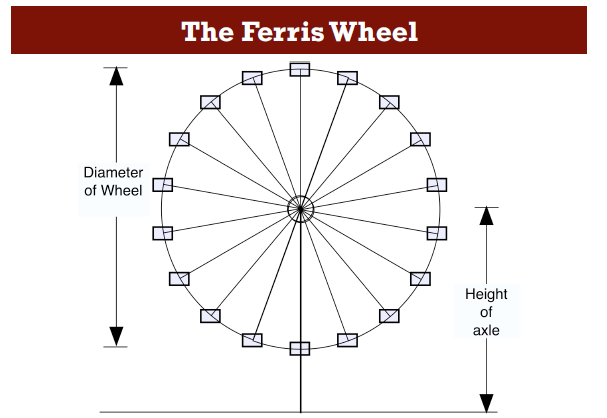 The Ferris Wheel
Diameter
of Wheel
Height
of
axle